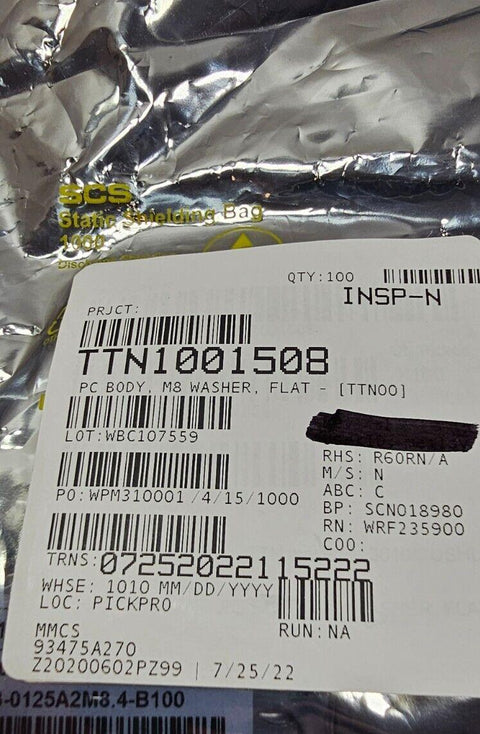 SCS
Static Shielding Bag
1000
QTY:100
INSP-N
PRJCT:
TTN1001508
PC BODY, M8 WASHER, FLAT - [TTN00]
LOT:WBC107559
RHS: R60RN/A
M/S: N
ABC: C
PO:WPM310001 /4/15/1000
BP: SCN018980
RN: WRF235900
COO:
TRNS:07252022115222
WHSE: 1010 MM/DD/YYYY
LOC: PICKPRO
RUN: NA
MMCS
93475A270
Z20200602PZ99 | 7/25/22
-0125A2M8.4-B100